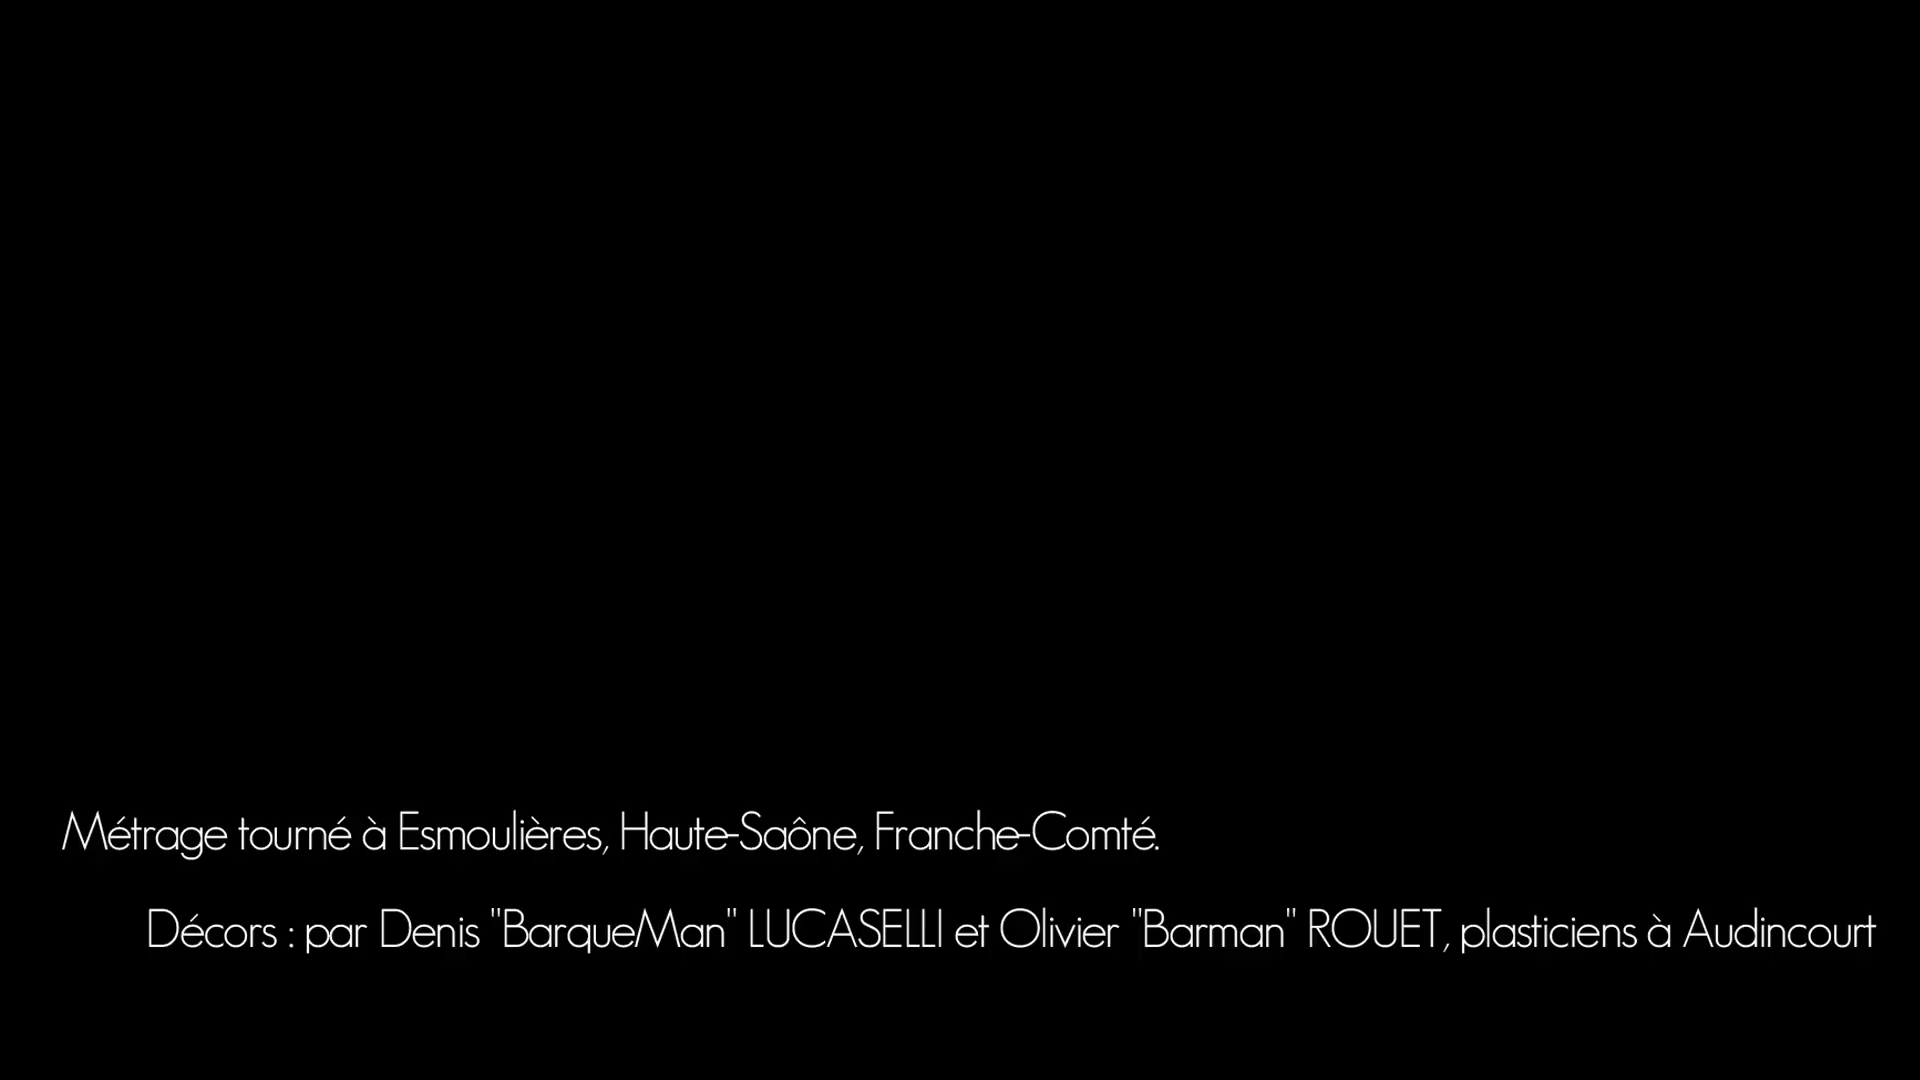 Métrage tourné à Esmoulières, Haute-Saône, Franche-Comté.
Décors : par Denis "BarqueMan" LUCASELLI et Olivier "Barman" ROUET, plasticiens à Audincourt